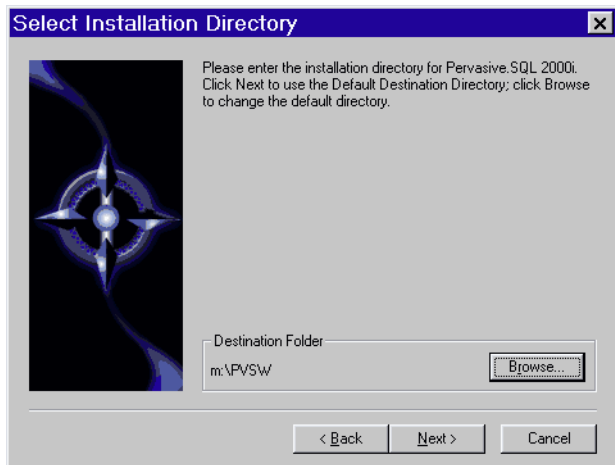 Select Installation Directory
Please enter the installation directory for Pervasive.SQL 2000i.
Click Next to use the Default Destination Directory; click Browse
to change the default directory.
Destination Folder
m:\PVSW
Browse...
< Back
Next >
Cancel